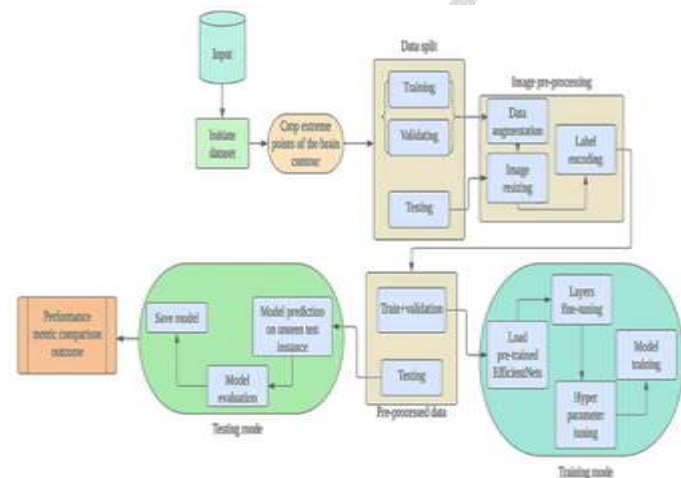 Input
Initiate
dataset
Crop extreme
points of the brain
contour
Data split
Training
Validating
Testing
Image pre-processing
Data
augmentation
Image
resizing
Label
encoding
Performance
metric comparison
outcome
Save model
Model prediction
on unseen test
instance
Model
evaluation
Testing mode
Train+validation
Testing
Pre-processed data
Load
pre-trained
EfficientNets
Layers
fine-tuning
Model
training
Hyper
parameter
tuning
Training mode